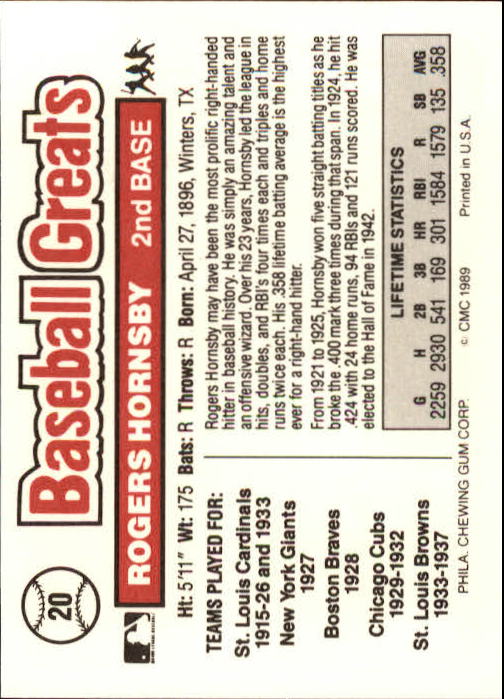 20
Baseball Greats
ROGERS HORNSBY 2nd BASE
Ht: 5'11" Wt: 175 Bats: R Throws: R Born: April 27, 1896, Winters, TX
TEAMS PLAYED FOR:
St. Louis Cardinals
1915-26 and 1933
New York Giants
1927
Boston Braves
1928
Chicago Cubs
1929-1932
St. Louis Browns
1933-1937
Rogers Hornsby may have been the most prolific right-handed
hitter in baseball history. He was simply an amazing talent and
an offensive wizard. Over his 23 years, Hornsby led the league in
hits, doubles, and RBI's four times each and triples and home
runs twice each. His .358 lifetime batting average is the highest
ever for a right-hand hitter.
From 1921 to 1925, Hornsby won five straight batting titles as he
broke the .400 mark three times during that span. In 1924, he hit
.424 with 24 home runs, 94 RBIs and 121 runs scored. He was
elected to the Hall of Fame in 1942.
LIFETIME STATISTICS
G H 2B 3B HR RBI R SB AVG
2259 2930 541 169 301 1584 1579 135 .358
PHILA. CHEWING GUM CORP. © CMC 1989 Printed in U.S.A.